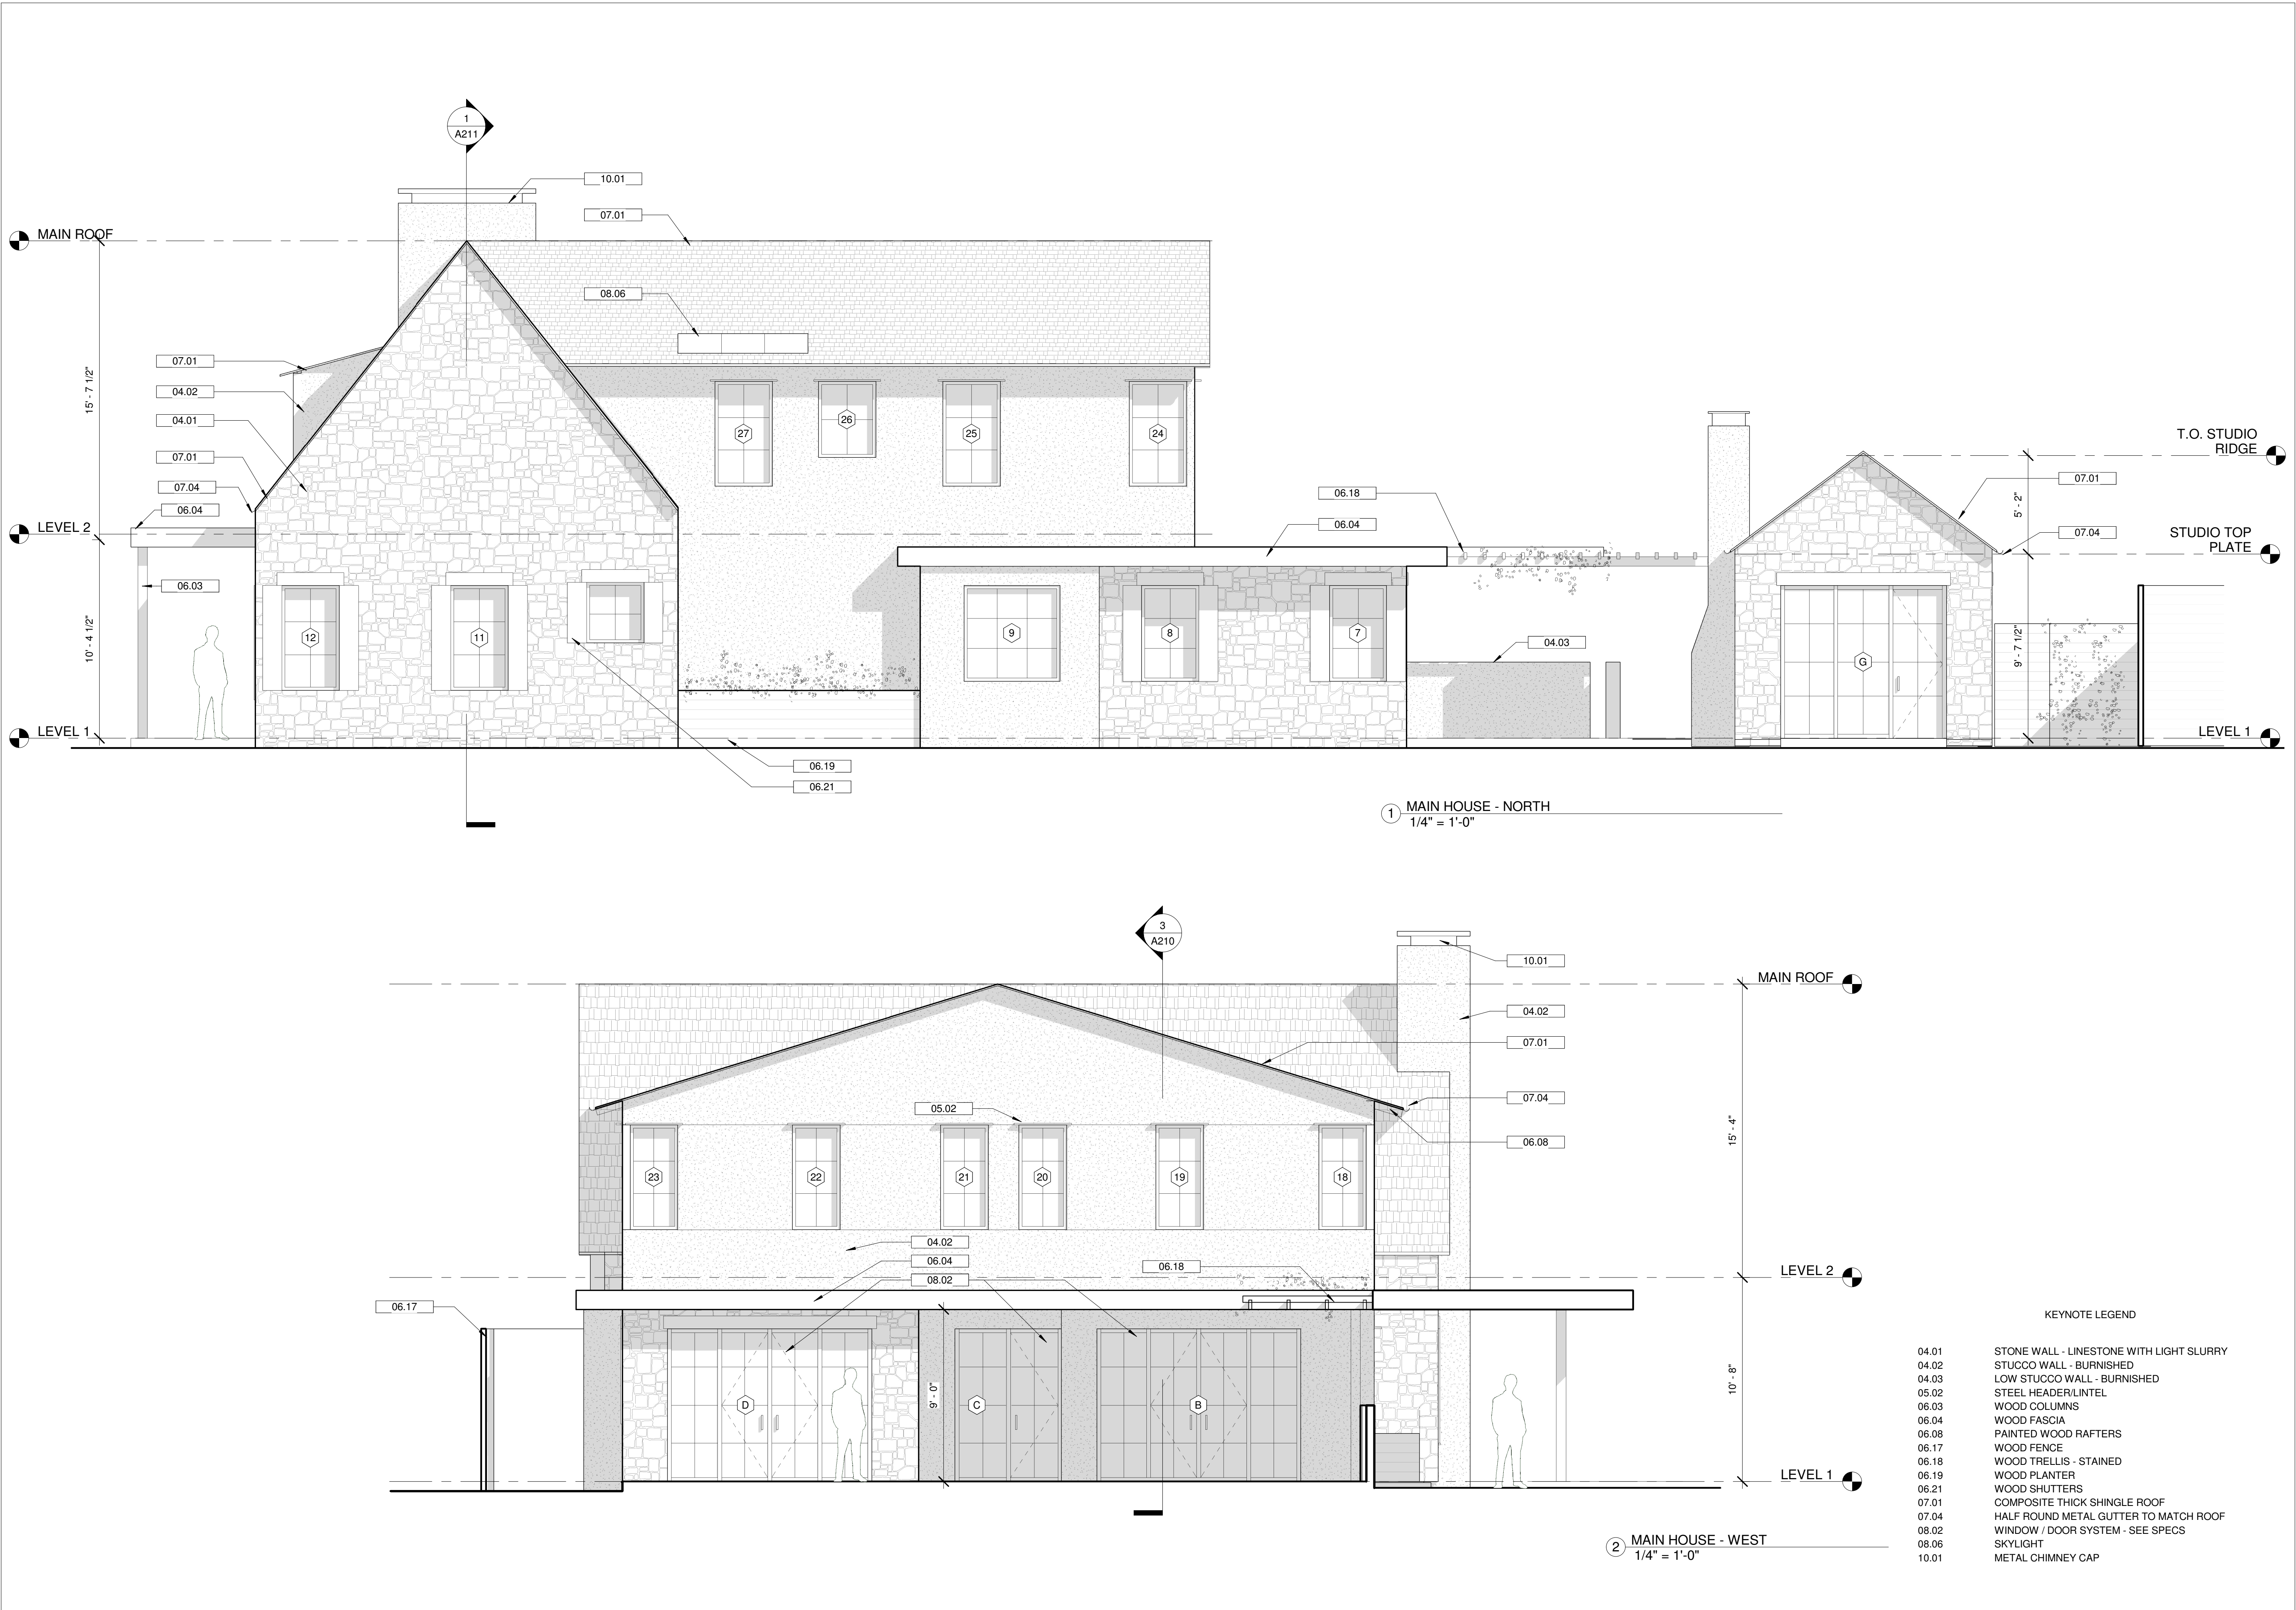 1
A211
10.01
07.01
MAIN ROOF
08.06
07.01
04.02
04.01
07.01
07.04
06.04
LEVEL 2
06.03
LEVEL 1
15' - 7 1/2"
10' - 4 1/2"
27
26
25
24
12
11
9
8
7
06.18
06.04
04.03
06.19
06.21
G
T.O. STUDIO
RIDGE
07.01
5' - 2"
07.04
STUDIO TOP
PLATE
9' - 7 1/2"
LEVEL 1
1
MAIN HOUSE - NORTH
1/4" = 1'-0"
3
A210
10.01
MAIN ROOF
04.02
07.01
07.04
05.02
06.08
15' - 4"
23
22
21
20
19
18
04.02
06.04
06.18
08.02
LEVEL 2
06.17
9' - 0"
D
C
B
10' - 8"
LEVEL 1
2
MAIN HOUSE - WEST
1/4" = 1'-0"
KEYNOTE LEGEND
04.01 STONE WALL - LINESTONE WITH LIGHT SLURRY
04.02 STUCCO WALL - BURNISHED
04.03 LOW STUCCO WALL - BURNISHED
05.02 STEEL HEADER/LINTEL
06.03 WOOD COLUMNS
06.04 WOOD FASCIA
06.08 PAINTED WOOD RAFTERS
06.17 WOOD FENCE
06.18 WOOD TRELLIS - STAINED
06.19 WOOD PLANTER
06.21 WOOD SHUTTERS
07.01 COMPOSITE THICK SHINGLE ROOF
07.04 HALF ROUND METAL GUTTER TO MATCH ROOF
08.02 WINDOW / DOOR SYSTEM - SEE SPECS
08.06 SKYLIGHT
10.01 METAL CHIMNEY CAP